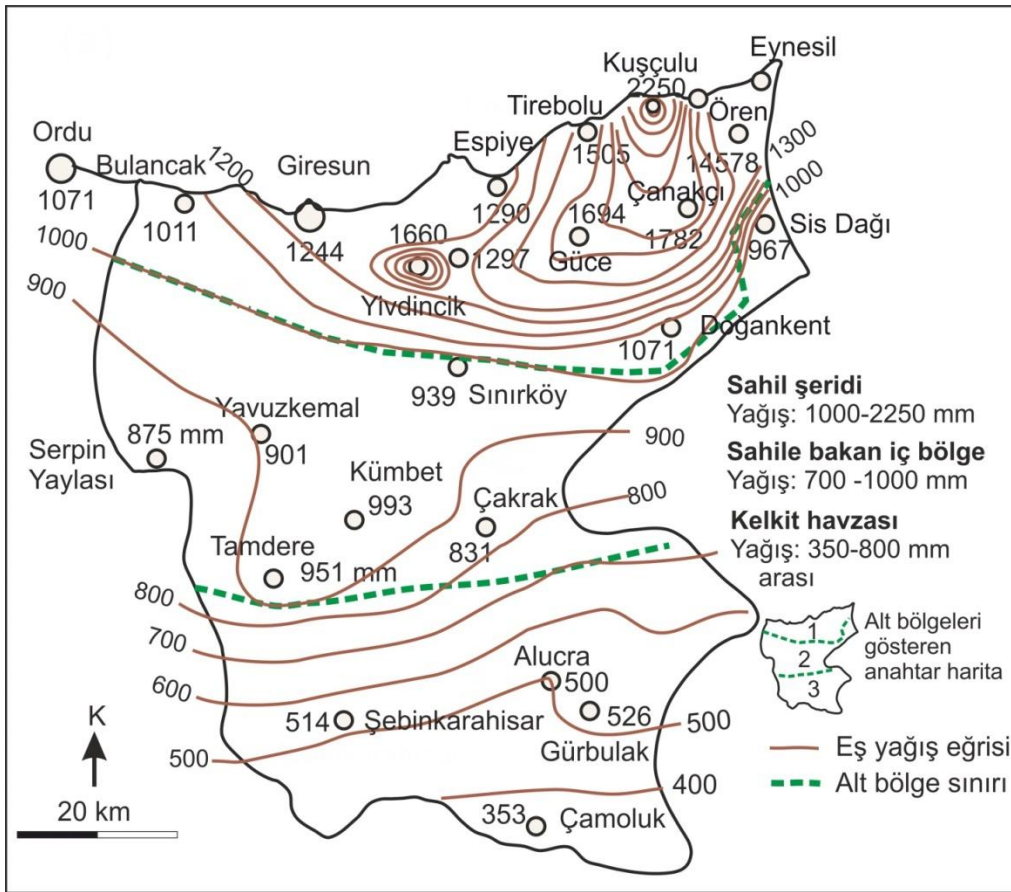 Eynesil
Kuşçulu
2250
Tirebolu
Ören
Ordu
Espiye
1505
14578
1300
Bulancak
1200
Giresun
1000
1071
1290
Çanakçı
1011
1694
1782
Sis Dağı
1000
1244
1660
1297
Güce
967
900
Yivdincik
Doğankent
1071
939
Sınırköy
Sahil şeridi
Yağış: 1000-2250 mm
Yavuzkemal
875 mm
901
900
Serpin
Yaylası
Sahile bakan iç bölge
Yağış: 700 -1000 mm
Kümbet
993
Çakrak
800
831
Kelkit havzası
Yağış: 350-800 mm
arası
Tamdere
951 mm
800
700
1
2
3
Alt bölgeleri
gösteren
anahtar harita
Alucra
500
600
514
Şebinkarahisar
526
500
Gürbulak
500
K
Eş yağış eğrisi
Alt bölge sınırı
400
20 km
353
Çamoluk